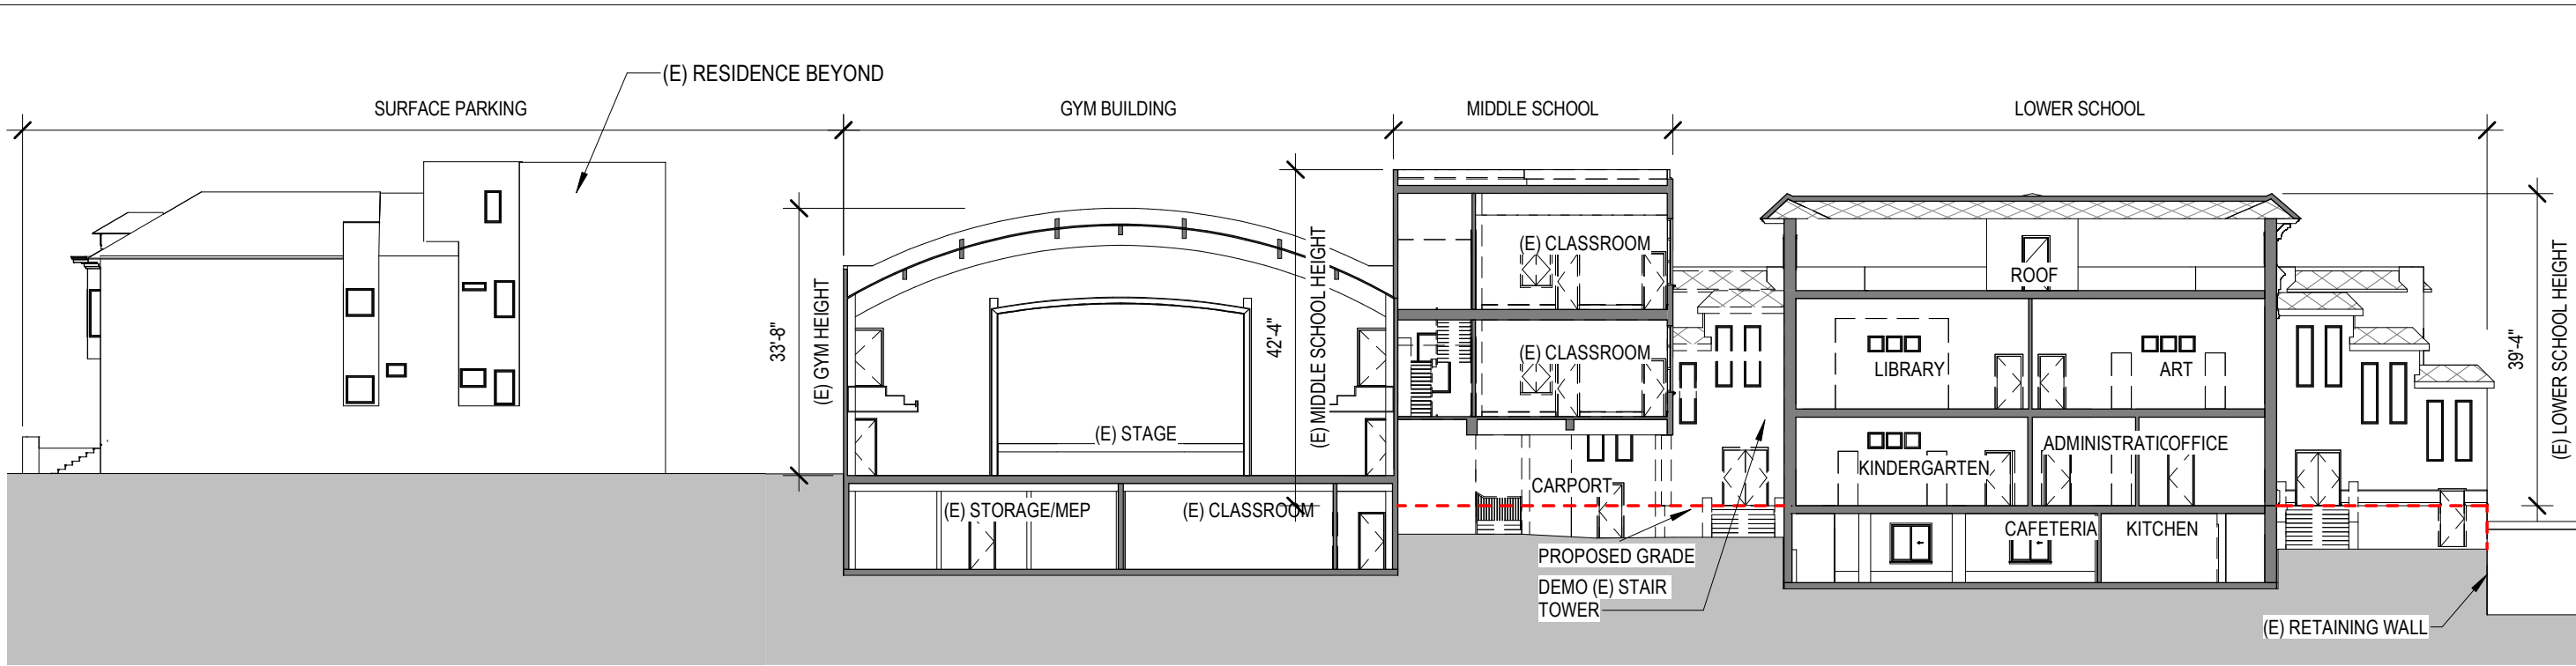 (E) RESIDENCE BEYOND
SURFACE PARKING
GYM BUILDING
MIDDLE SCHOOL
LOWER SCHOOL
33'-8"
(E) GYM HEIGHT
42'-4"
(E) MIDDLE SCHOOL HEIGHT
39'-4"
(E) LOWER SCHOOL HEIGHT
(E) CLASSROOM
ROOF
(E) CLASSROOM
LIBRARY
ART
(E) STAGE
ADMINISTRATIC
OFFICE
KINDERGARTEN
CARPORT
(E) STORAGE/MEP
(E) CLASSROOM
CAFETERIA
KITCHEN
PROPOSED GRADE
DEMO (E) STAIR
TOWER
(E) RETAINING WALL